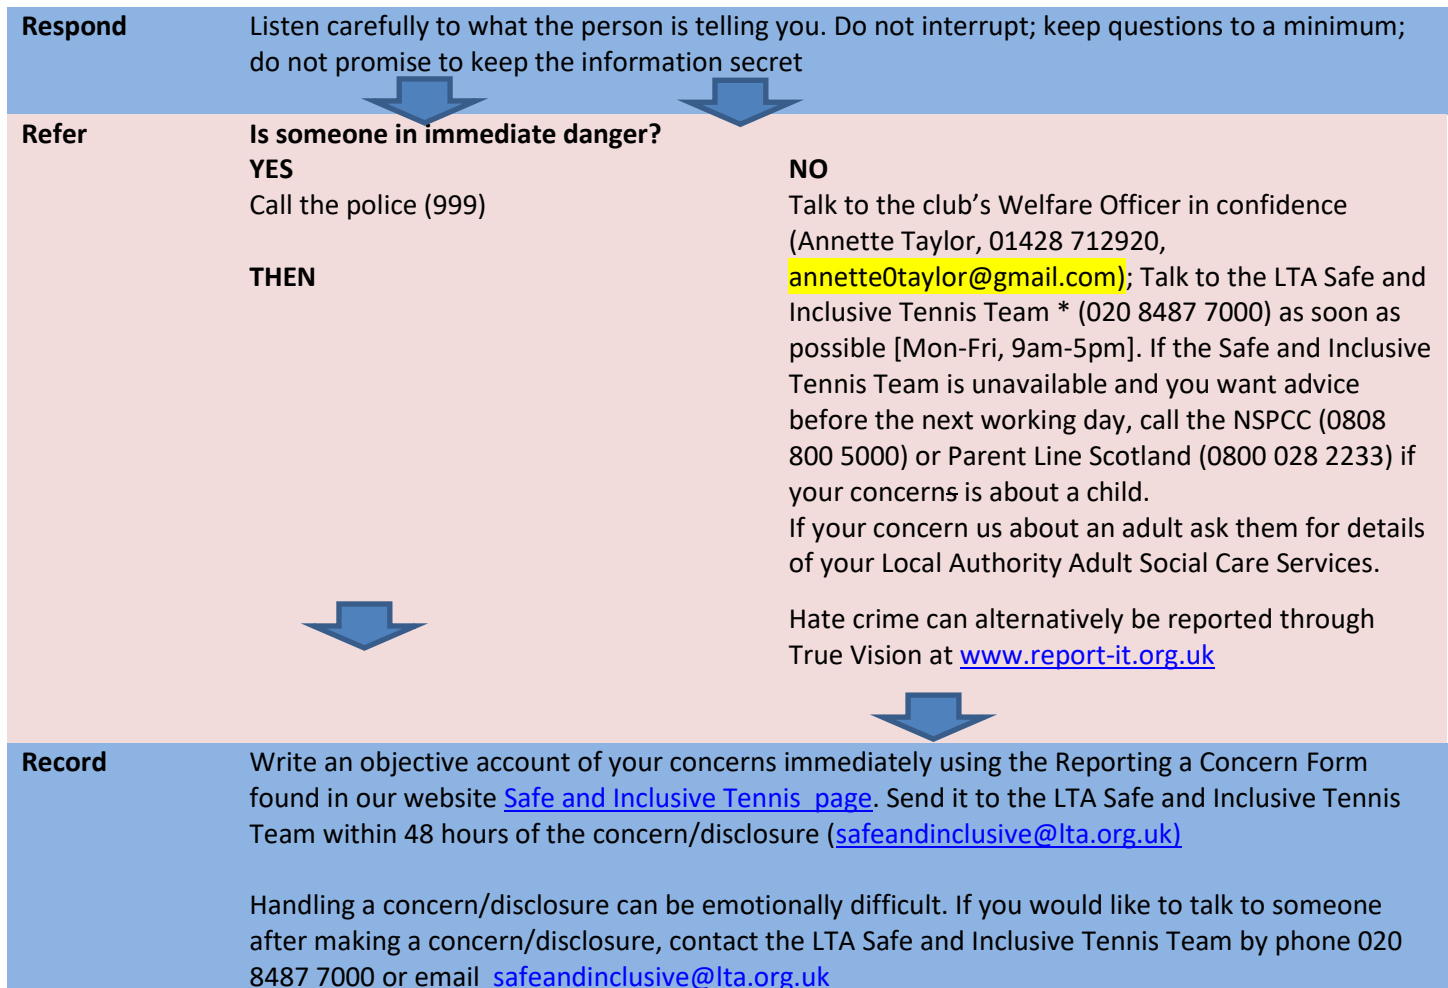 Respond
Listen carefully to what the person is telling you. Do not interrupt; keep questions to a minimum;
do not promise to keep the information secret
Refer
Is someone in immediate danger?
YES
Call the police (999)
THEN
NO
Talk to the club’s Welfare Officer in confidence
(Annette Taylor, 01428 712920,
annette0taylor@gmail.com); Talk to the LTA Safe and
Inclusive Tennis Team * (020 8487 7000) as soon as
possible [Mon-Fri, 9am-5pm]. If the Safe and Inclusive
Tennis Team is unavailable and you want advice
before the next working day, call the NSPCC (0808
800 5000) or Parent Line Scotland (0800 028 2233) if
your concerns is about a child.
If your concern us about an adult ask them for details
of your Local Authority Adult Social Care Services.
Hate crime can alternatively be reported through
True Vision at www.report-it.org.uk
Record
Write an objective account of your concerns immediately using the Reporting a Concern Form
found in our website Safe and Inclusive Tennis  page. Send it to the LTA Safe and Inclusive Tennis
Team within 48 hours of the concern/disclosure (safeandinclusive@lta.org.uk)
Handling a concern/disclosure can be emotionally difficult. If you would like to talk to someone
after making a concern/disclosure, contact the LTA Safe and Inclusive Tennis Team by phone 020
8487 7000 or email  safeandinclusive@lta.org.uk